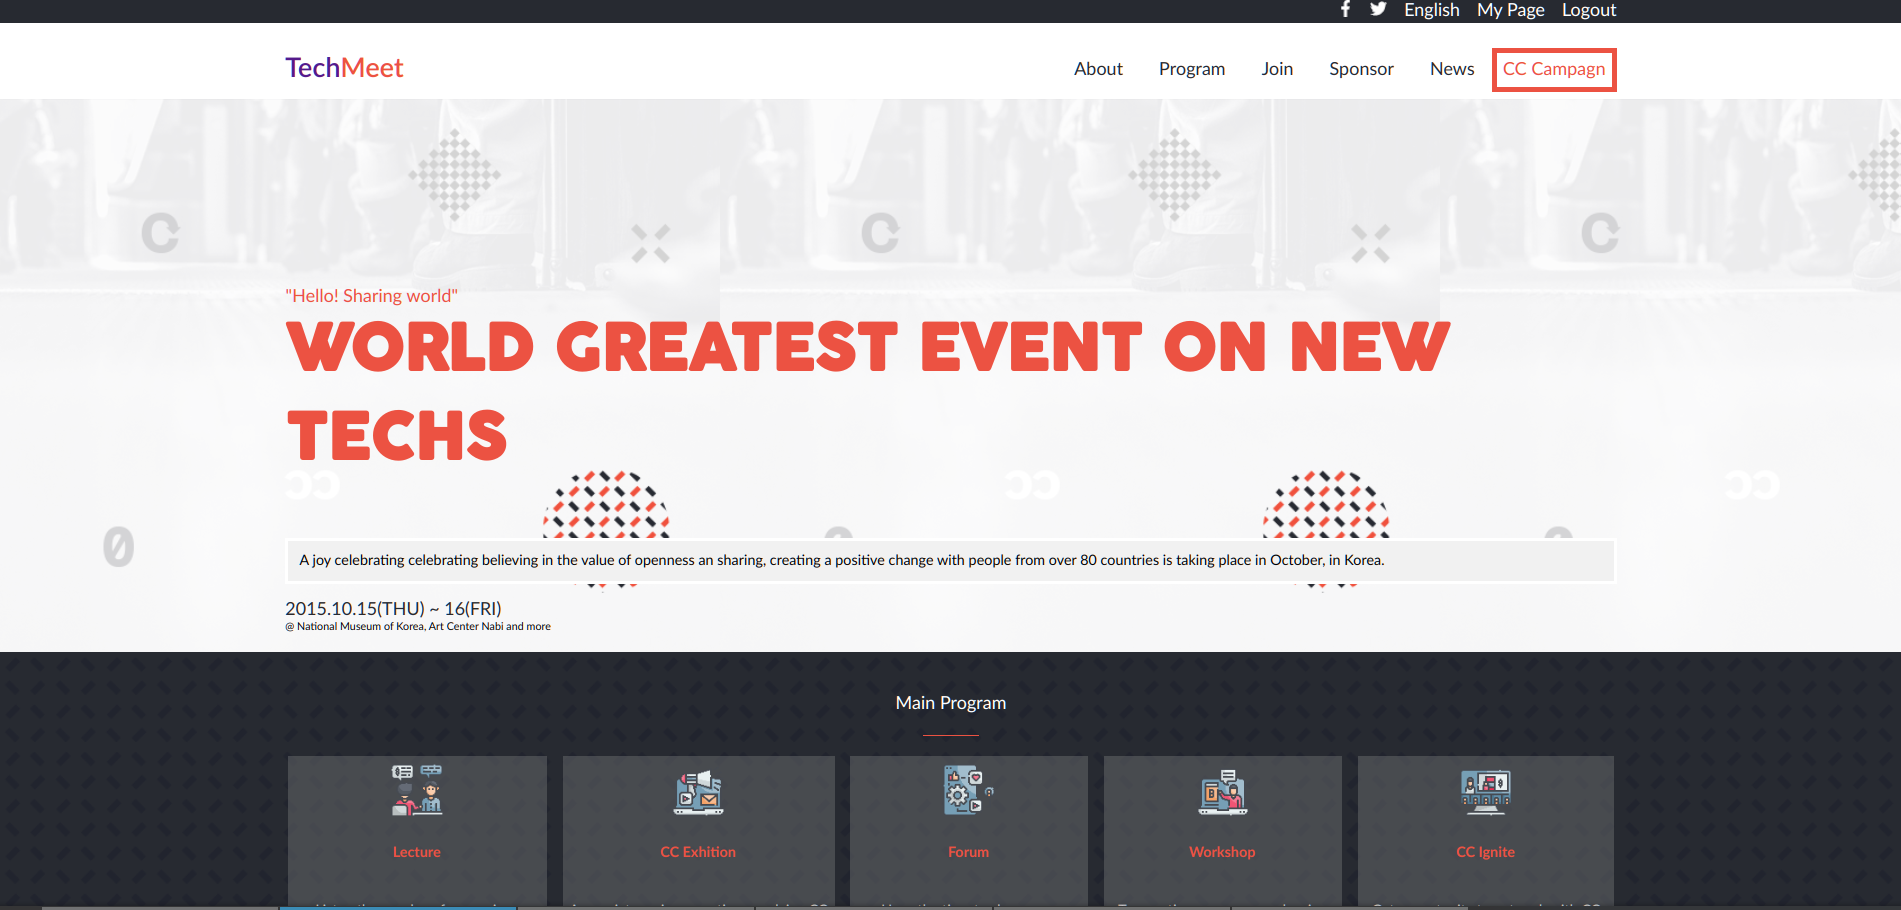 English My Page Logout
TechMeet
About Program Join Sponsor News CC Campagn
"Hello! Sharing world"
WORLD GREATEST EVENT ON NEW
TECHS
A joy celebrating celebrating believing in the value of openness an sharing, creating a positive change with people from over 80 countries is taking place in October, in Korea.
2015.10.15(THU) ~ 16(FRI)
@ National Museum of Korea, Art Center Nabi and more
Main Program
Lecture CC Exhition Forum Workshop CC Ignite